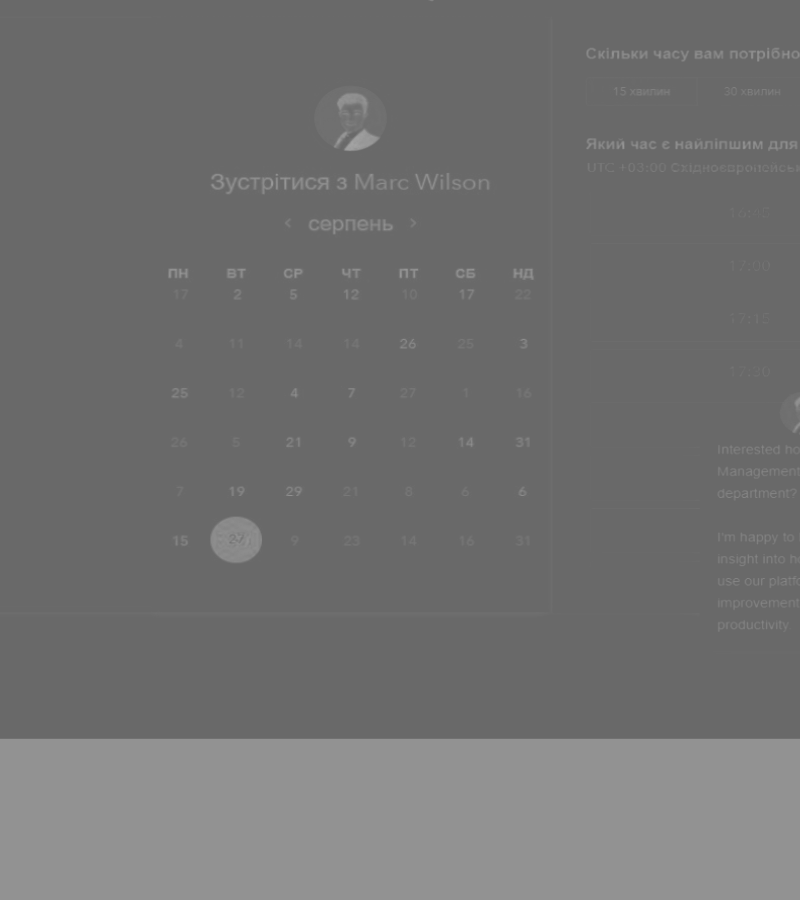 Зустрітися з Marc Wilson
< серпень >
ПН ВТ СР ЧТ ПТ СБ НД
17 2 5 12 10 17 22
4 11 14 14 26 25 3
25 12 4 7 27 1 16
26 5 21 9 12 14 31
7 19 29 21 8 6 6
15 9 23 14 16 31
Скільки часу вам потрібно
15 хвилин 30 хвилин
Який час є найліпшим для
UTC +03:00 Східноєвропейськ
17:00
17:15
17:30
Interested ho
Management
department?
I'm happy to
insight into h
use our platfo
improvement
productivity.